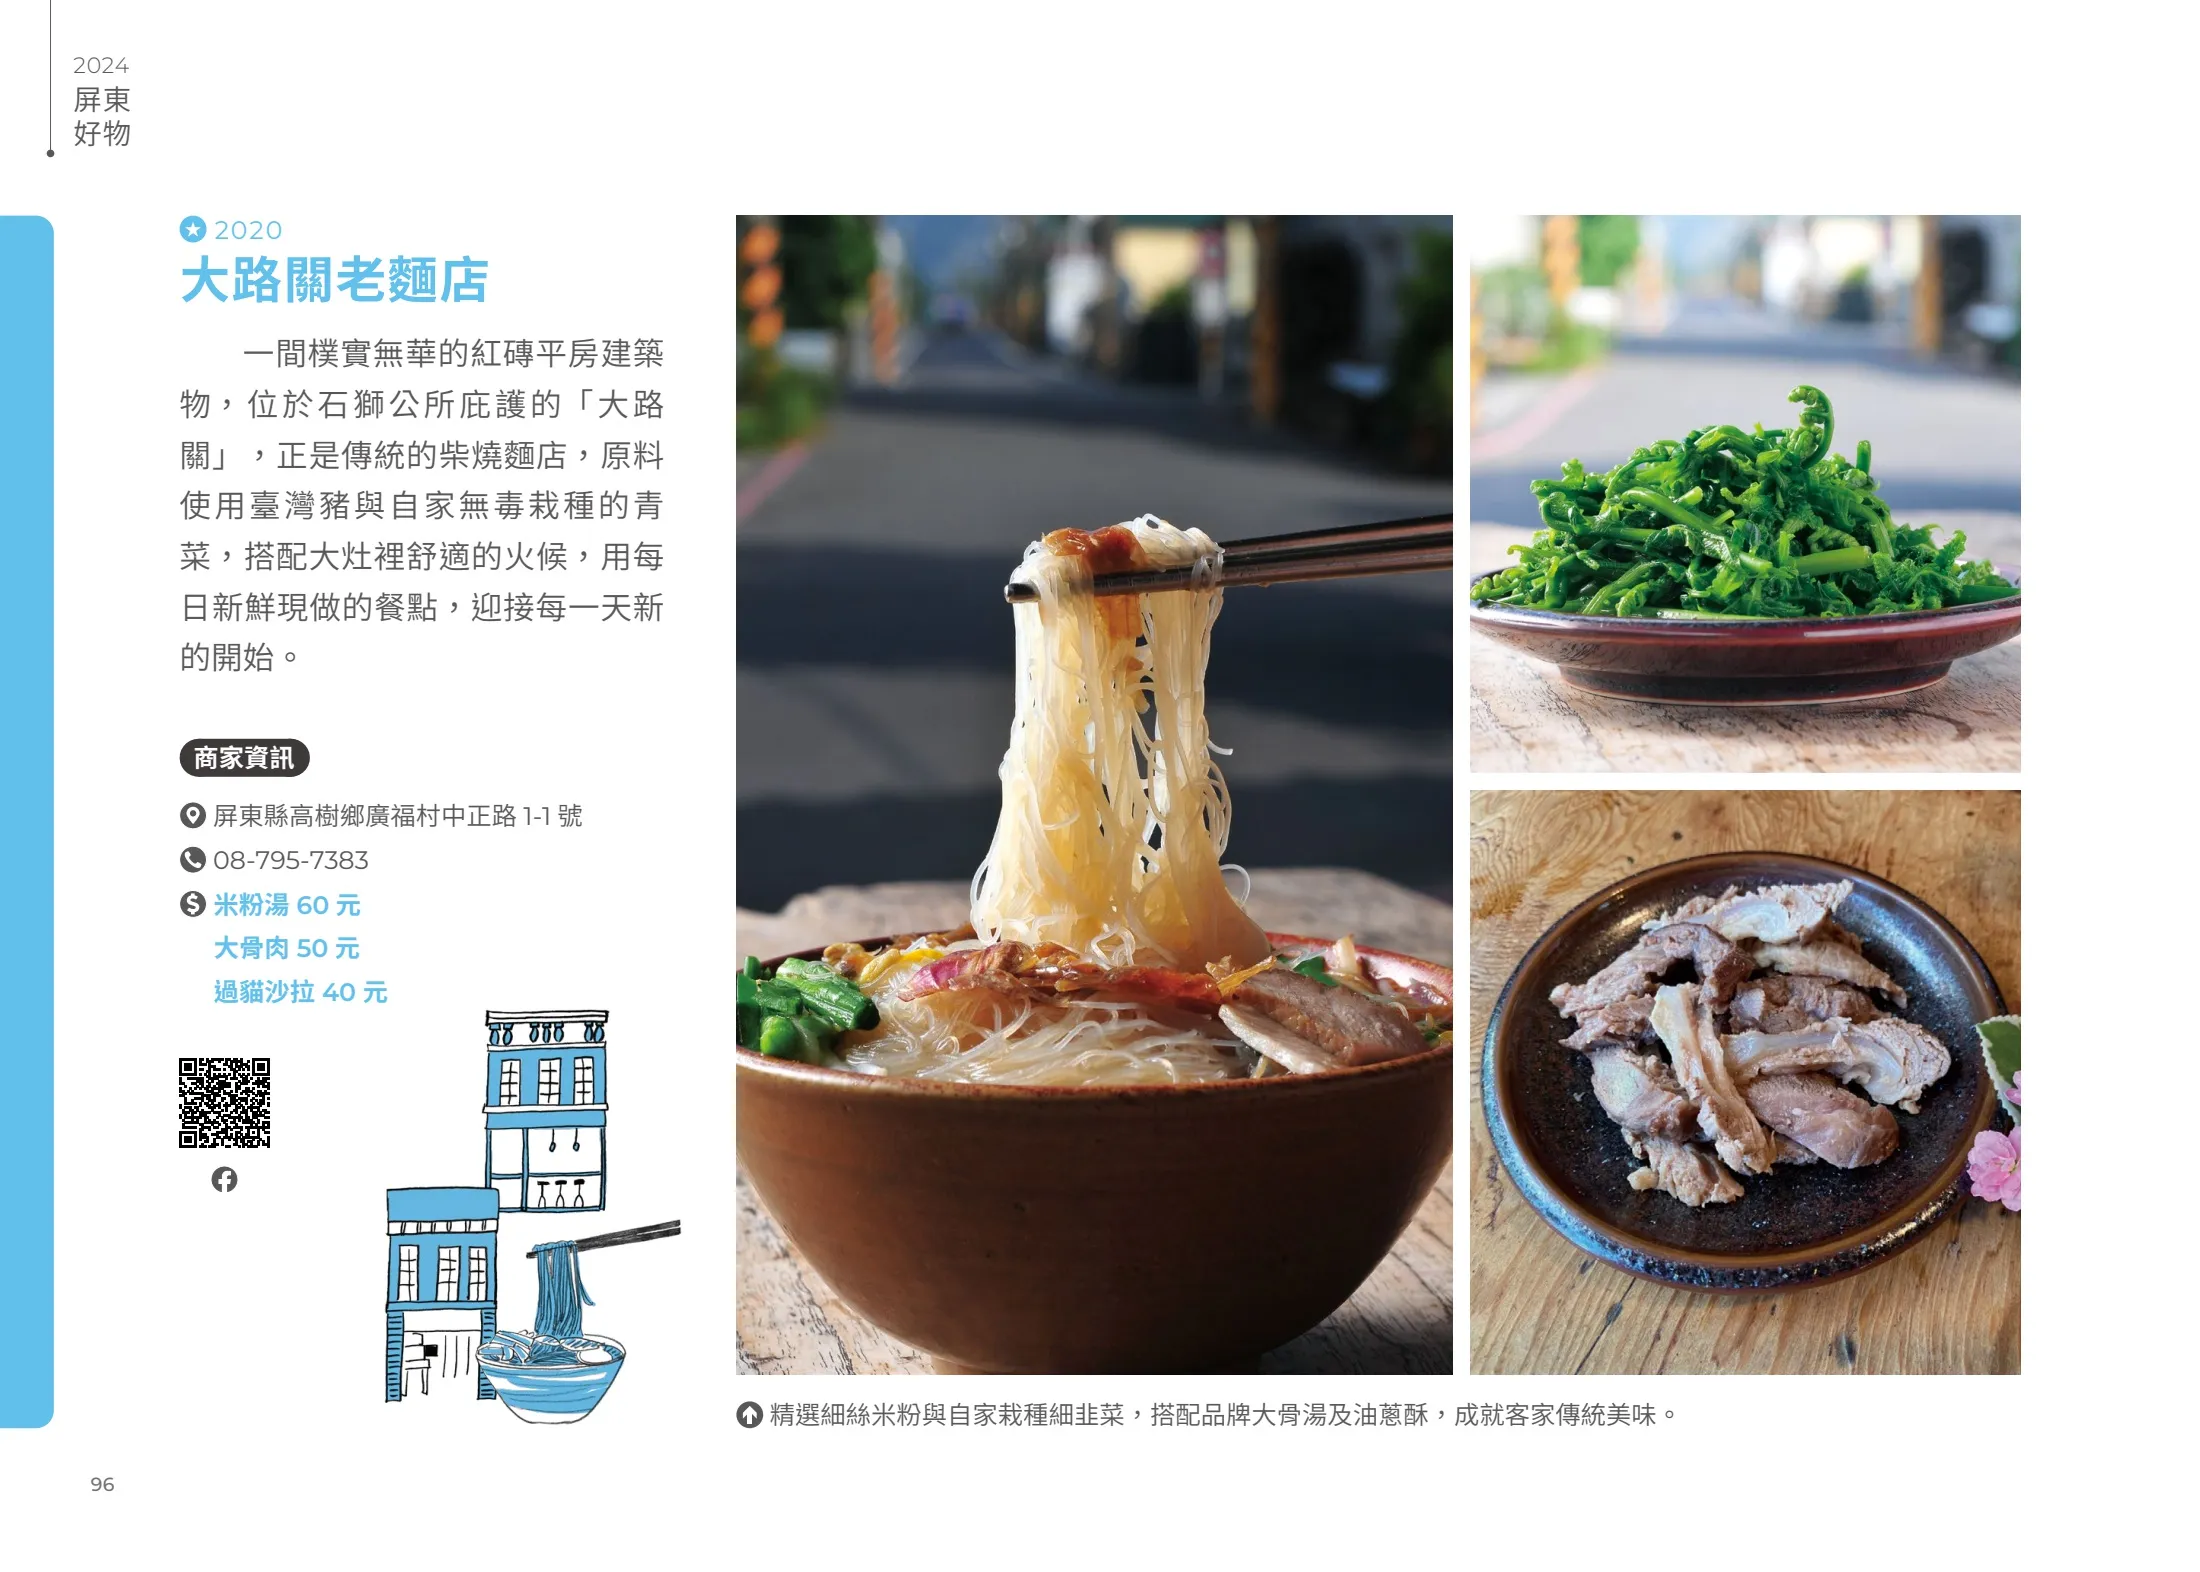 2024
屏東
好物
2020
大路關老麵店
一間樸實無華的紅磚平房建築
物，位於石獅公所庇護的「大路
關」，正是傳統的柴燒麵店，原料
使用臺灣豬與自家無毒栽種的青
菜，搭配大灶裡舒適的火候，用每
日新鮮現做的餐點，迎接每一天新
的開始。
商家資訊
屏東縣高樹鄉廣福村中正路 1-1 號
08-795-7383
米粉湯 60 元
大骨肉 50 元
過貓沙拉 40 元
精選細絲米粉與自家栽種細韭菜，搭配品牌大骨湯及油蔥酥，成就客家傳統美味。
96